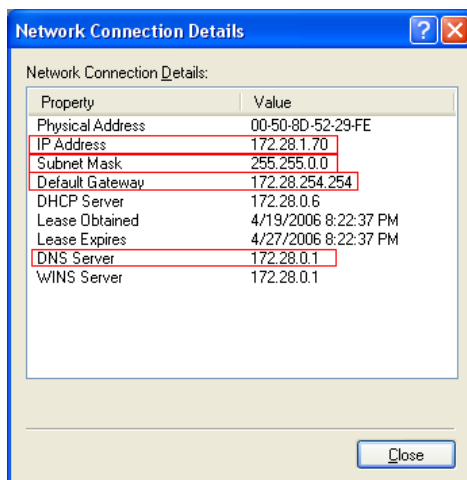 Network Connection Details
Network Connection Details:
Property Value
Physical Address 00-50-8D-52-29-FE
IP Address 172.28.1.70
Subnet Mask 255.255.0.0
Default Gateway 172.28.254.254
DHCP Server 172.28.0.6
Lease Obtained 4/19/2006 8:22:37 PM
Lease Expires 4/27/2006 8:22:37 PM
DNS Server 172.28.0.1
WINS Server 172.28.0.1
Close